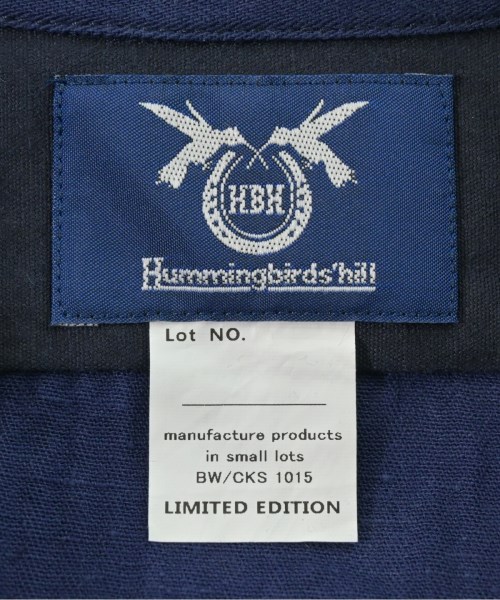 HBH
Hummingbirds'hill
Lot NO.
manufacture products
in small lots
BW/CKS 1015
LIMITED EDITION